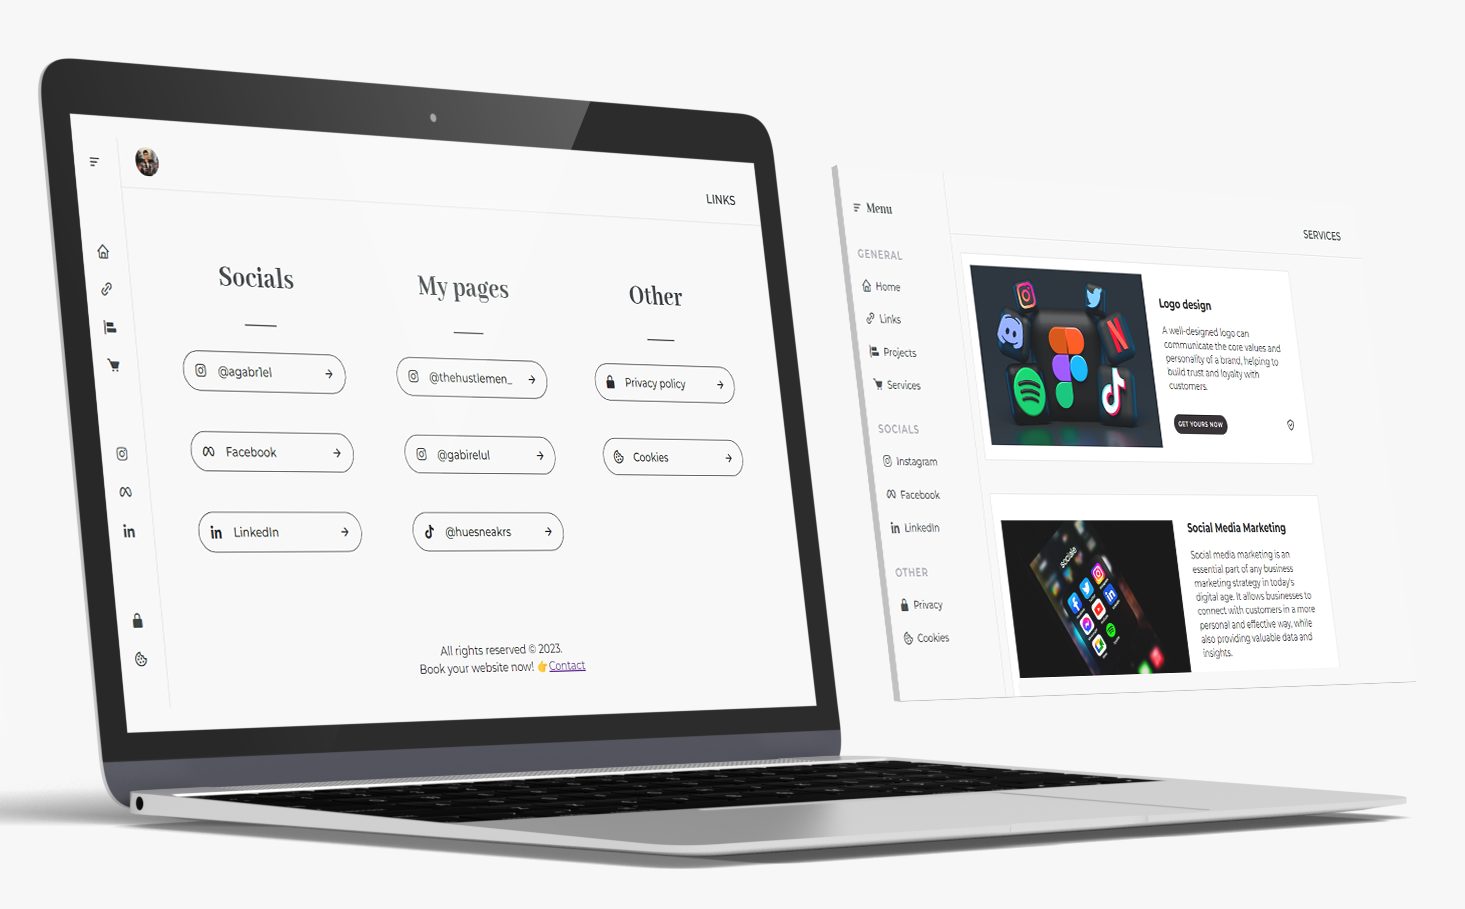 LINKS
Socials
My pages
Other
@agabr1el
@thehustlemen_
Privacy policy
Facebook
@gabirelul
Cookies
in LinkedIn
@huesneakrs
in
All rights reserved © 2023.
Book your website now! 👉Contact
Menu
SERVICES
GENERAL
Home
Links
Projects
Services
SOCIALS
Instagram
Facebook
in LinkedIn
OTHER
Privacy
Cookies
Logo design
A well-designed logo can
communicate the core values and
personality of a brand, helping to
build trust and loyalty with
customers.
GET YOURS NOW
Social Media Marketing
Social media marketing is an
essential part of any business
marketing strategy in today's
digital age. It allows businesses to
connect with customers in a more
personal and effective way, while
also providing valuable data and
insights.